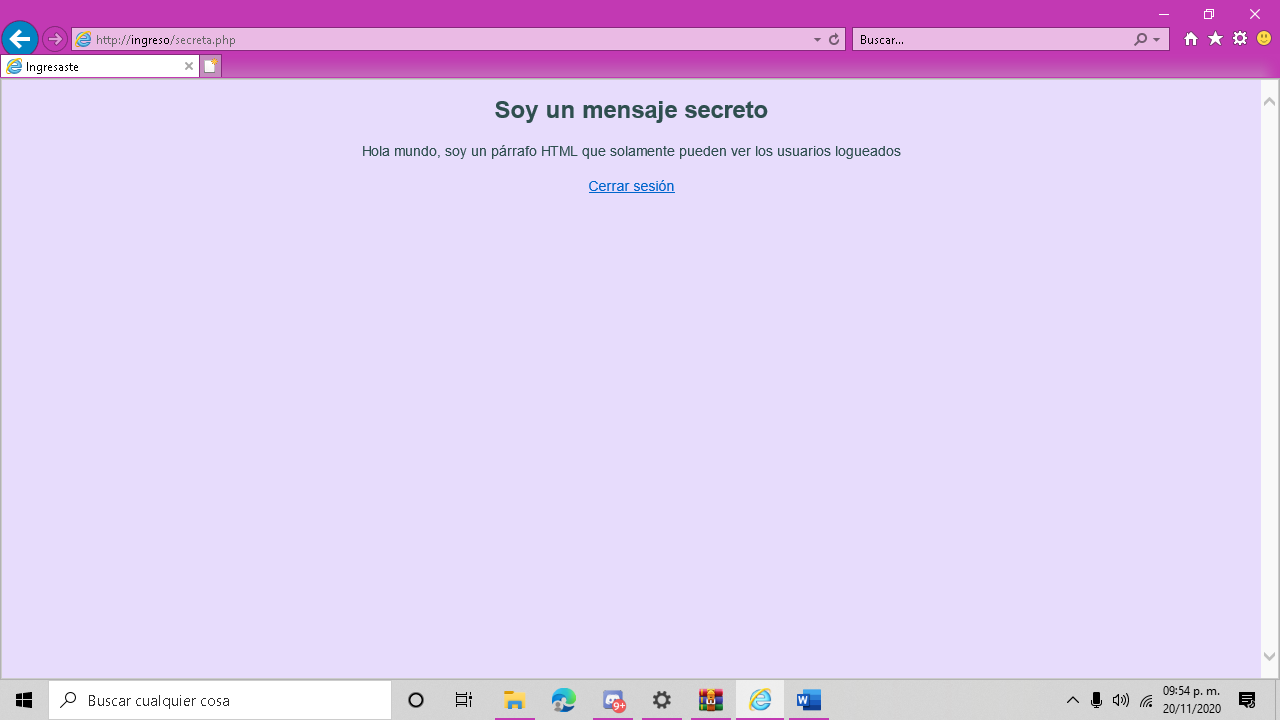 http://ingreso/secreta.php
Buscar...
Ingresaste
Soy un mensaje secreto
Hola mundo, soy un párrafo HTML que solamente pueden ver los usuarios logueados
Cerrar sesión
Buscar cualquier cosa
9+
09:54 p. m.
20/11/2020